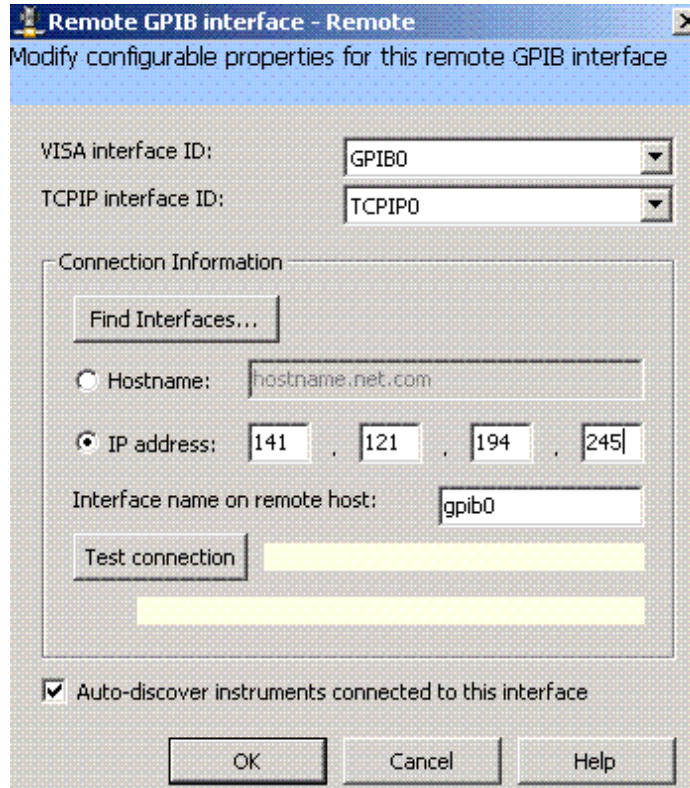 Remote GPIB interface - Remote
Modify configurable properties for this remote GPIB interface
VISA interface ID: GPIB0
TCPIP interface ID: TCPIP0
Connection Information
Find Interfaces...
Hostname: hostname.net.com
IP address: 141 . 121 . 194 . 245
Interface name on remote host: gpib0
Test connection
Auto-discover instruments connected to this interface
OK Cancel Help